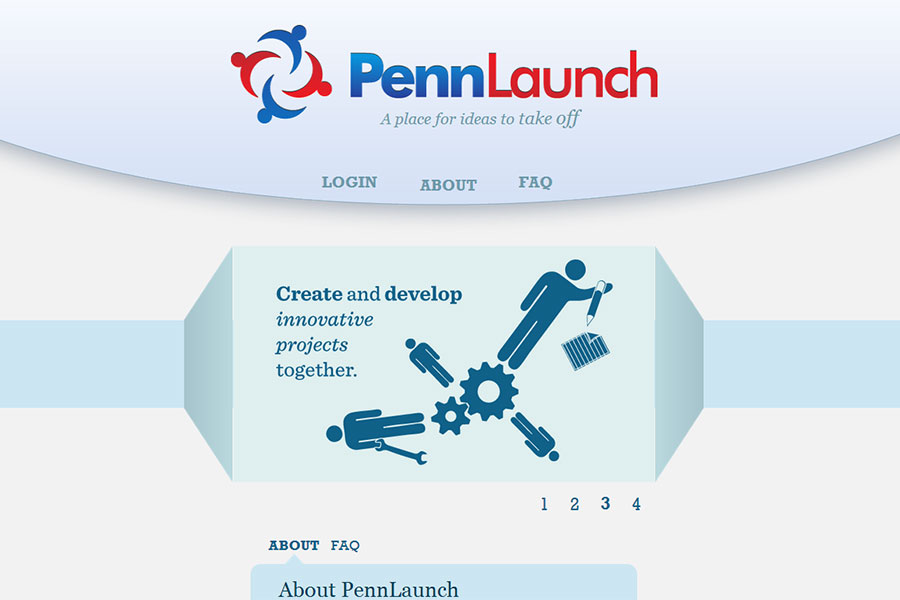 PennLaunch
A place for ideas to take off
LOGIN ABOUT FAQ
Create and develop
innovative
projects
together.
1 2 3 4
ABOUT FAQ
About PennLaunch